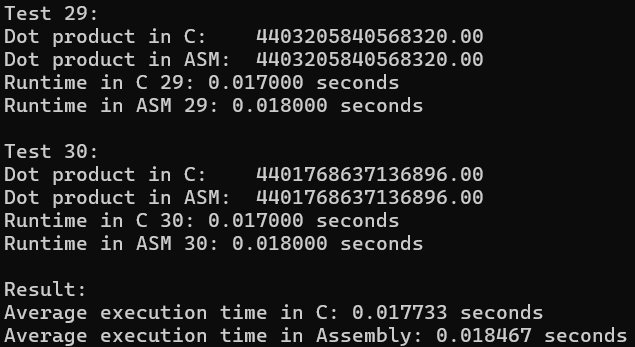 Test 29:
Dot product in C:    4403205840568320.00
Dot product in ASM:  4403205840568320.00
Runtime in C 29: 0.017000 seconds
Runtime in ASM 29: 0.018000 seconds
Test 30:
Dot product in C:    4401768637136896.00
Dot product in ASM:  4401768637136896.00
Runtime in C 30: 0.017000 seconds
Runtime in ASM 30: 0.018000 seconds
Result:
Average execution time in C: 0.017733 seconds
Average execution time in Assembly: 0.018467 seconds